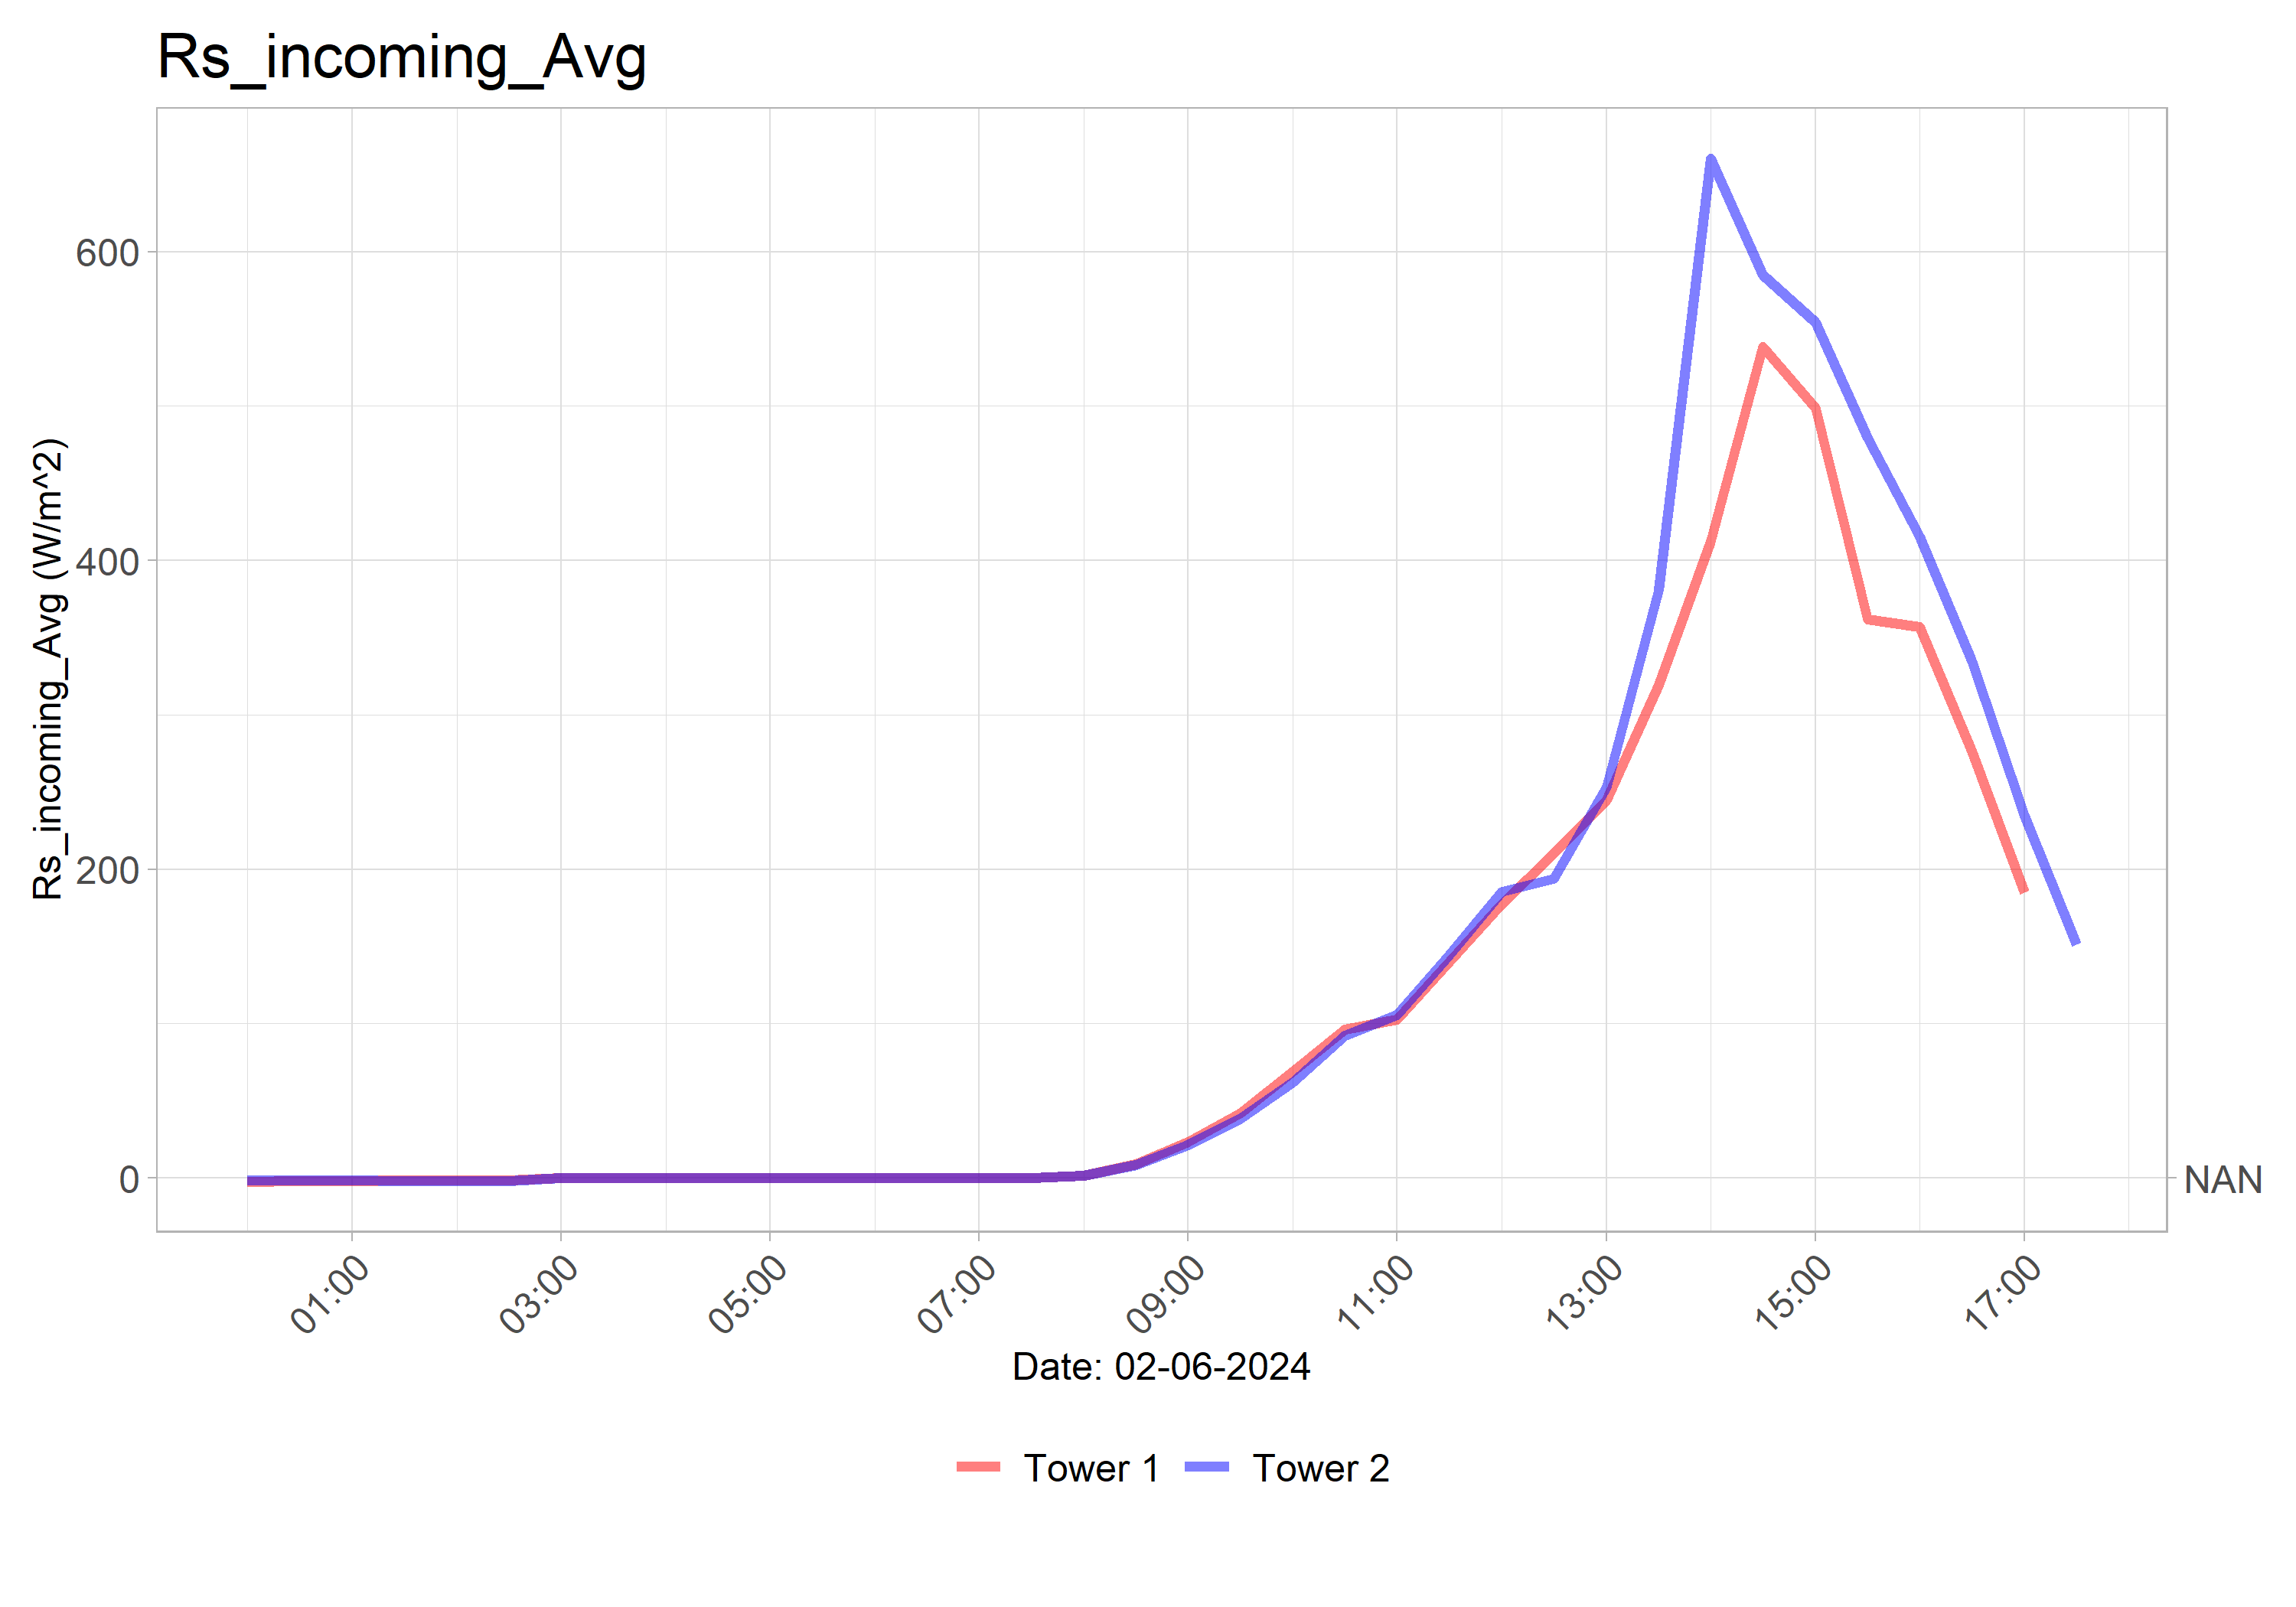 Rs_incoming_Avg
Rs_incoming_Avg (W/m^2)
600
400
200
0
NAN
01:00
03:00
05:00
07:00
09:00
11:00
13:00
15:00
17:00
Date: 02-06-2024
Tower 1 Tower 2